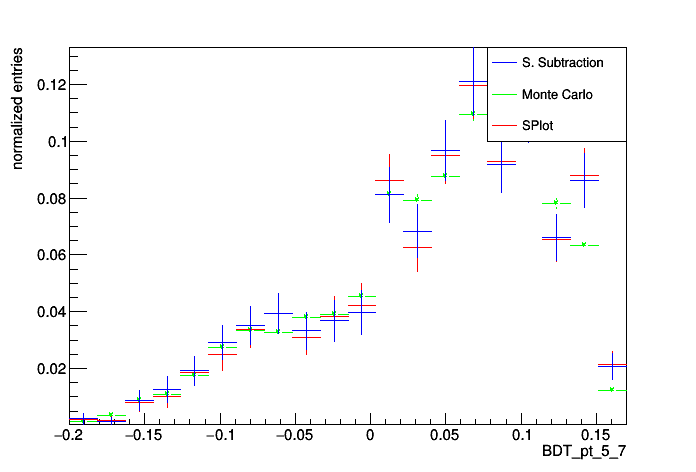 normalized entries
0.12
0.1
0.08
0.06
0.04
0.02
S. Subtraction
Monte Carlo
SPlot
−0.2 −0.15 −0.1 −0.05 0 0.05 0.1 0.15
BDT_pt_5_7